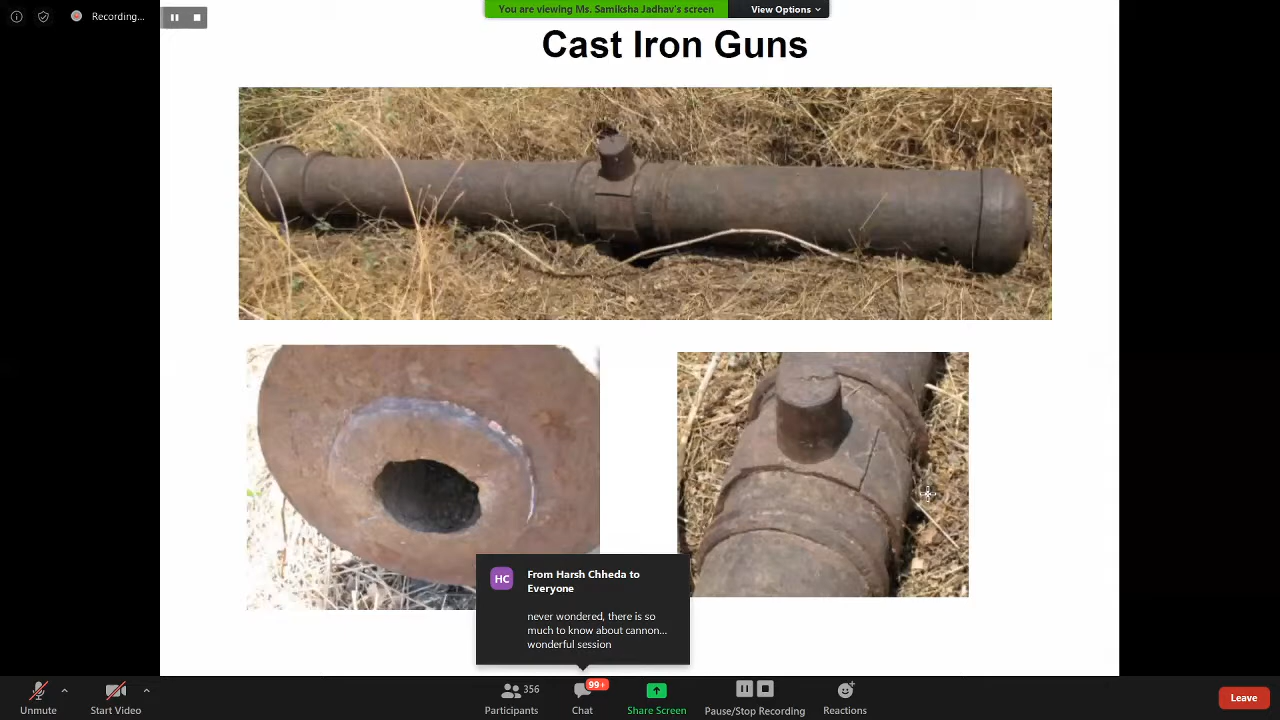 Recording...
You are viewing Ms. Samiksha Jadhav's screen
View Options
Cast Iron Guns
HC
From Harsh Chheda to
Everyone
never wondered, there is so
much to know about cannon...
wonderful session
Unmute
Start Video
356
Participants
99+
Chat
Share Screen
Pause/Stop Recording
Reactions
Leave